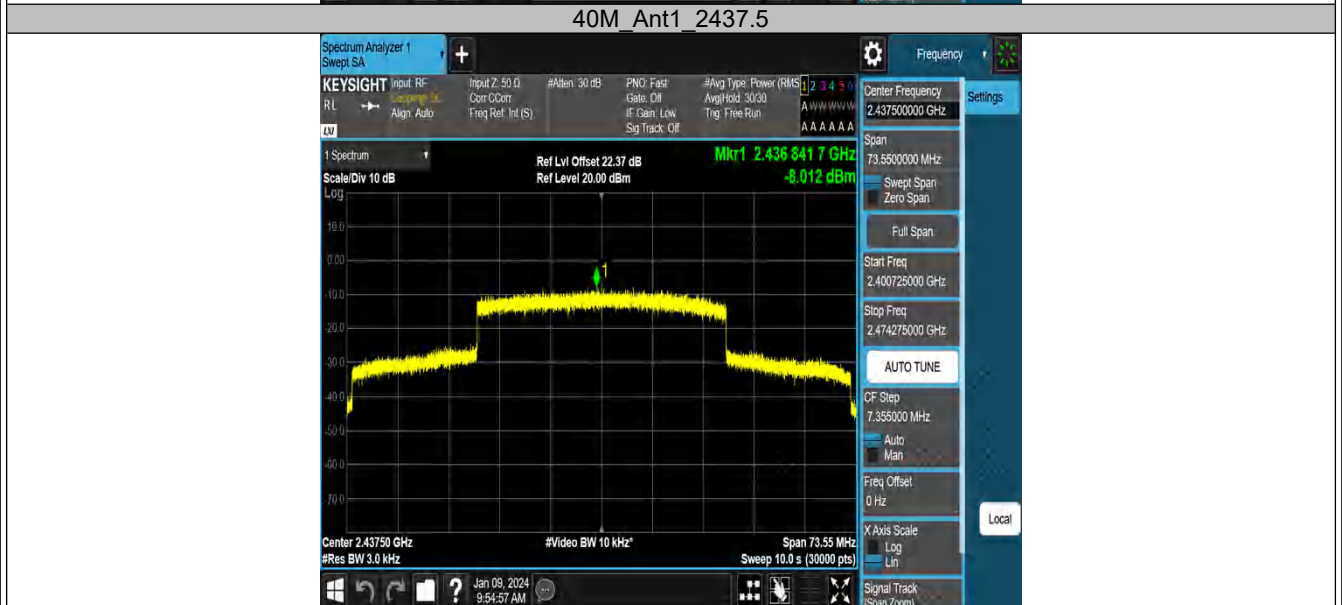 40M_Ant1_2437.5
Spectrum Analyzer 1
Swept SA
+
Frequency
KEYSIGHT
RL
LXI
Input: RF
Align: Auto
Input Z: 50 Ω
Corr CCorr
Freq Ref: Int (S)
#Atten: 30 dB
PNO: Fast
Gate: Off
IF Gain: Low
Sig Track: Off
#Avg Type: Power (RMS
Avg|Hold: 30/30
Trig: Free Run
1 2 3 4 5 6
A W W W W W
A A A A A A
1 Spectrum
Scale/Div 10 dB
Log
Ref Lvl Offset 22.37 dB
Ref Level 20.00 dBm
Mkr1 2.436 841 7 GHz
-8.012 dBm
10.0
0.00
-10.0
-20.0
-30.0
-40.0
-50.0
-60.0
-70.0
1
Center 2.43750 GHz
#Res BW 3.0 kHz
#Video BW 10 kHz*
Span 73.55 MHz
Sweep 10.0 s (30000 pts)
Center Frequency
2.437500000 GHz
Settings
Span
73.5500000 MHz
Swept Span
Zero Span
Full Span
Start Freq
2.400725000 GHz
Stop Freq
2.474275000 GHz
AUTO TUNE
CF Step
7.355000 MHz
Auto
Man
Freq Offset
0 Hz
X Axis Scale
Log
Lin
Local
Signal Track
(Span Zoom)
?
Jan 09, 2024
9:54:57 AM